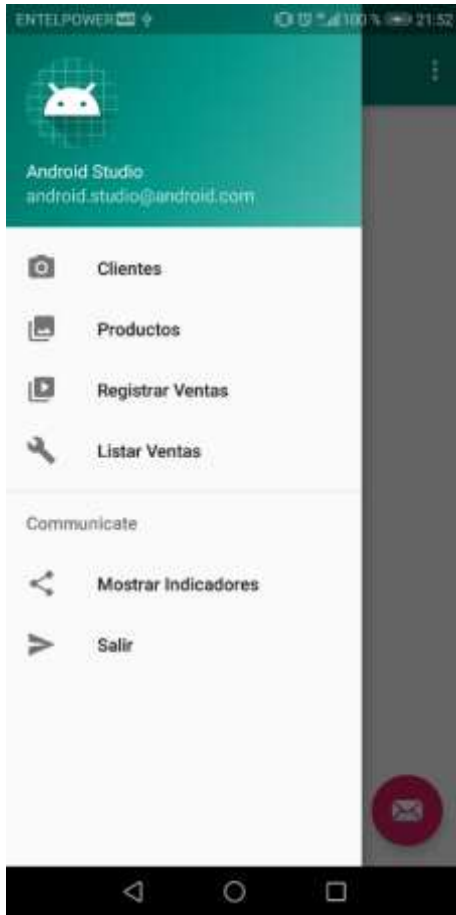 ENTELPOWER 100 % 21:52
Android Studio
android.studio@android.com
Clientes
Productos
Registrar Ventas
Listar Ventas
Communicate
Mostrar Indicadores
Salir